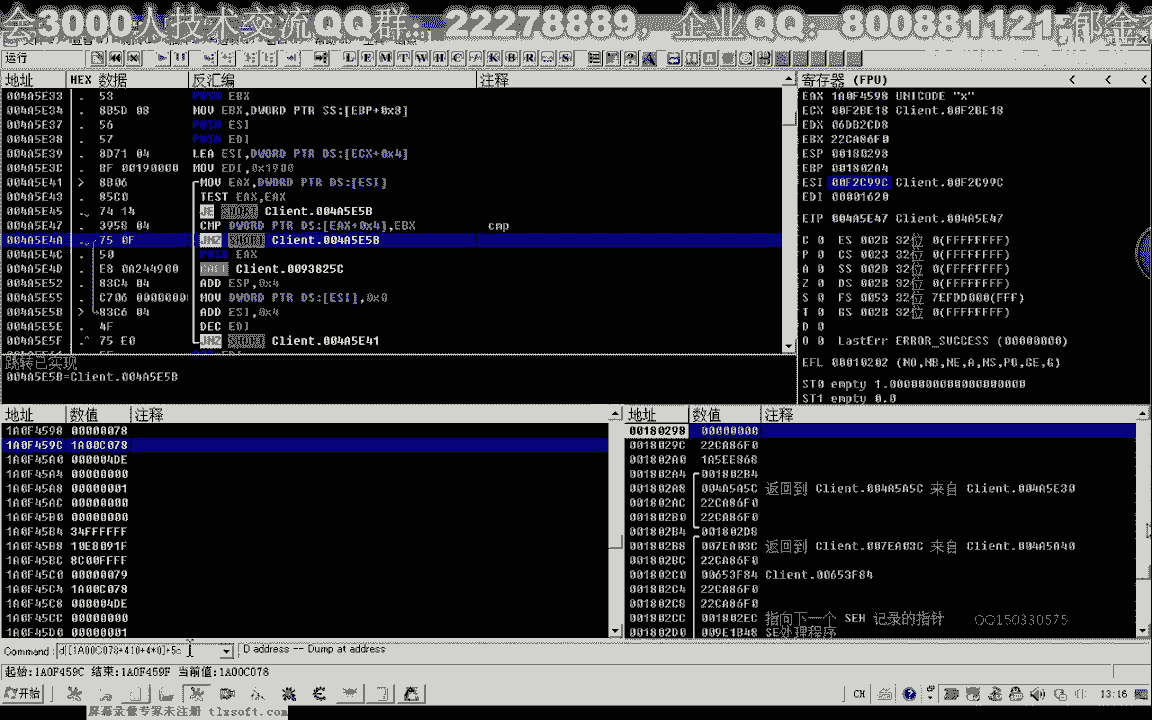 会3000人技术交流QQ群：22278889， 企业QQ：800881121-郁金
运行
L E M T W H C / K B R ... S
地址 HEX 数据 反汇编 注释
004A5E33 . 53 PUSH EBX
004A5E34 . 8B5D 08 MOV EBX,DWORD PTR SS:[EBP+0x8]
004A5E37 . 56 PUSH ESI
004A5E38 . 57 PUSH EDI
004A5E39 . 8D71 04 LEA ESI,DWORD PTR DS:[ECX+0x4]
004A5E3C . BF 00190000 MOV EDI,0x1900
004A5E41 > 8B06 MOV EAX,DWORD PTR DS:[ESI]
004A5E43 . 85C0 TEST EAX,EAX
004A5E45 . 74 14 JE SHORT Client.004A5E5B
004A5E47 . 3958 04 CMP DWORD PTR DS:[EAX+0x4],EBX cmp
004A5E4A . 75 0F JNZ SHORT Client.004A5E5B
004A5E4C . 50 PUSH EAX
004A5E4D . E8 0A244900 CALL Client.0093825C
004A5E52 . 83C4 04 ADD ESP,0x4
004A5E55 . C706 0000000 MOV DWORD PTR DS:[ESI],0x0
004A5E5B > 83C6 04 ADD ESI,0x4
004A5E5E . 4F DEC EDI
004A5E5F .^ 75 E0 JNZ SHORT Client.004A5E41
跳转已实现
004A5E5B=Client.004A5E5B
寄存器 (FPU) < < <
EAX 1A0F4598 UNICODE "x"
ECX 00F2BE18 Client.00F2BE18
EDX 06DB2CD8
EBX 22CA86F0
ESP 00180298
EBP 001802A4
ESI 00F2C99C Client.00F2C99C
EDI 00001620
EIP 004A5E47 Client.004A5E47
C 0 ES 002B 32位 0(FFFFFFFF)
P 0 CS 0023 32位 0(FFFFFFFF)
A 0 SS 002B 32位 0(FFFFFFFF)
Z 0 DS 002B 32位 0(FFFFFFFF)
S 0 FS 0053 32位 7EFDD000(FFF)
T 0 GS 002B 32位 0(FFFFFFFF)
D 0
O 0 LastErr ERROR_SUCCESS (00000000)
EFL 00010202 (NO,NB,NE,A,NS,PO,GE,G)
ST0 empty 1.0000000000000000000
ST1 empty 0.0
地址 数值 注释
1A0F4598 00000078
1A0F459C 1A00C078
1A0F45A0 000004DE
1A0F45A4 00000000
1A0F45A8 00000001
1A0F45AC 00000000
1A0F45B0 00000000
1A0F45B4 34FFFFFF
1A0F45B8 10E8091F
1A0F45BC 8C00FFFF
1A0F45C0 00000079
1A0F45C4 1A00C078
1A0F45C8 000004DE
1A0F45CC 00000000
1A0F45D0 00000001
地址 数值 注释
00180298 00000000
0018029C 22CA86F0
001802A0 1A5EE868
001802A4 001802B4
001802A8 004A5A5C 返回到 Client.004A5A5C 来自 Client.004A5E30
001802AC 22CA86F0
001802B0 22CA86F0
001802B4 001802D8
001802B8 007EA03C 返回到 Client.007EA03C 来自 Client.004A5A40
001802BC 22CA86F0
001802C0 00653F84 Client.00653F84
001802C4 22CA86F0
001802C8 22CA86F0
001802CC 001802EC 指向下一个 SEH 记录的指针
001802D0 009E1B48 SE处理程序
QQ150330575
Command : d[[1A00C078+410+4*0]+5c D address -- Dump at address
起始:1A0F459C 结束:1A0F459F 当前值:1A00C078
开始 CH 13:16
屏幕录像专家未注册 tlxsoft.com